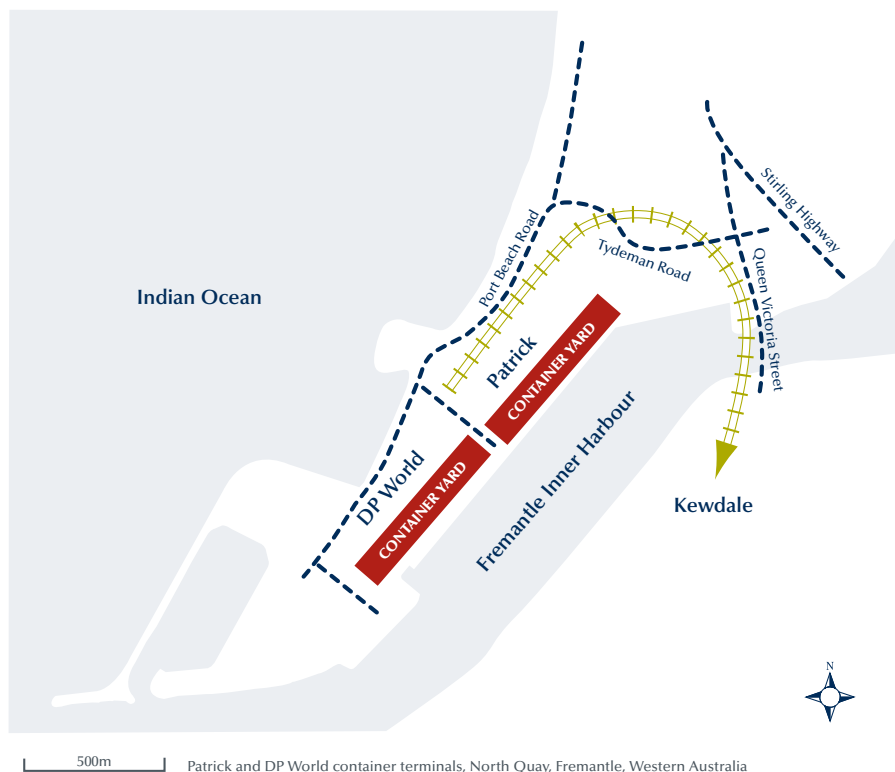 Stirling Highway
Port Beach Road
Tydeman Road
Queen Victoria Street
Indian Ocean
Patrick
CONTAINER YARD
Fremantle Inner Harbour
DP World
CONTAINER YARD
Kewdale
N
500m
Patrick and DP World container terminals, North Quay, Fremantle, Western Australia